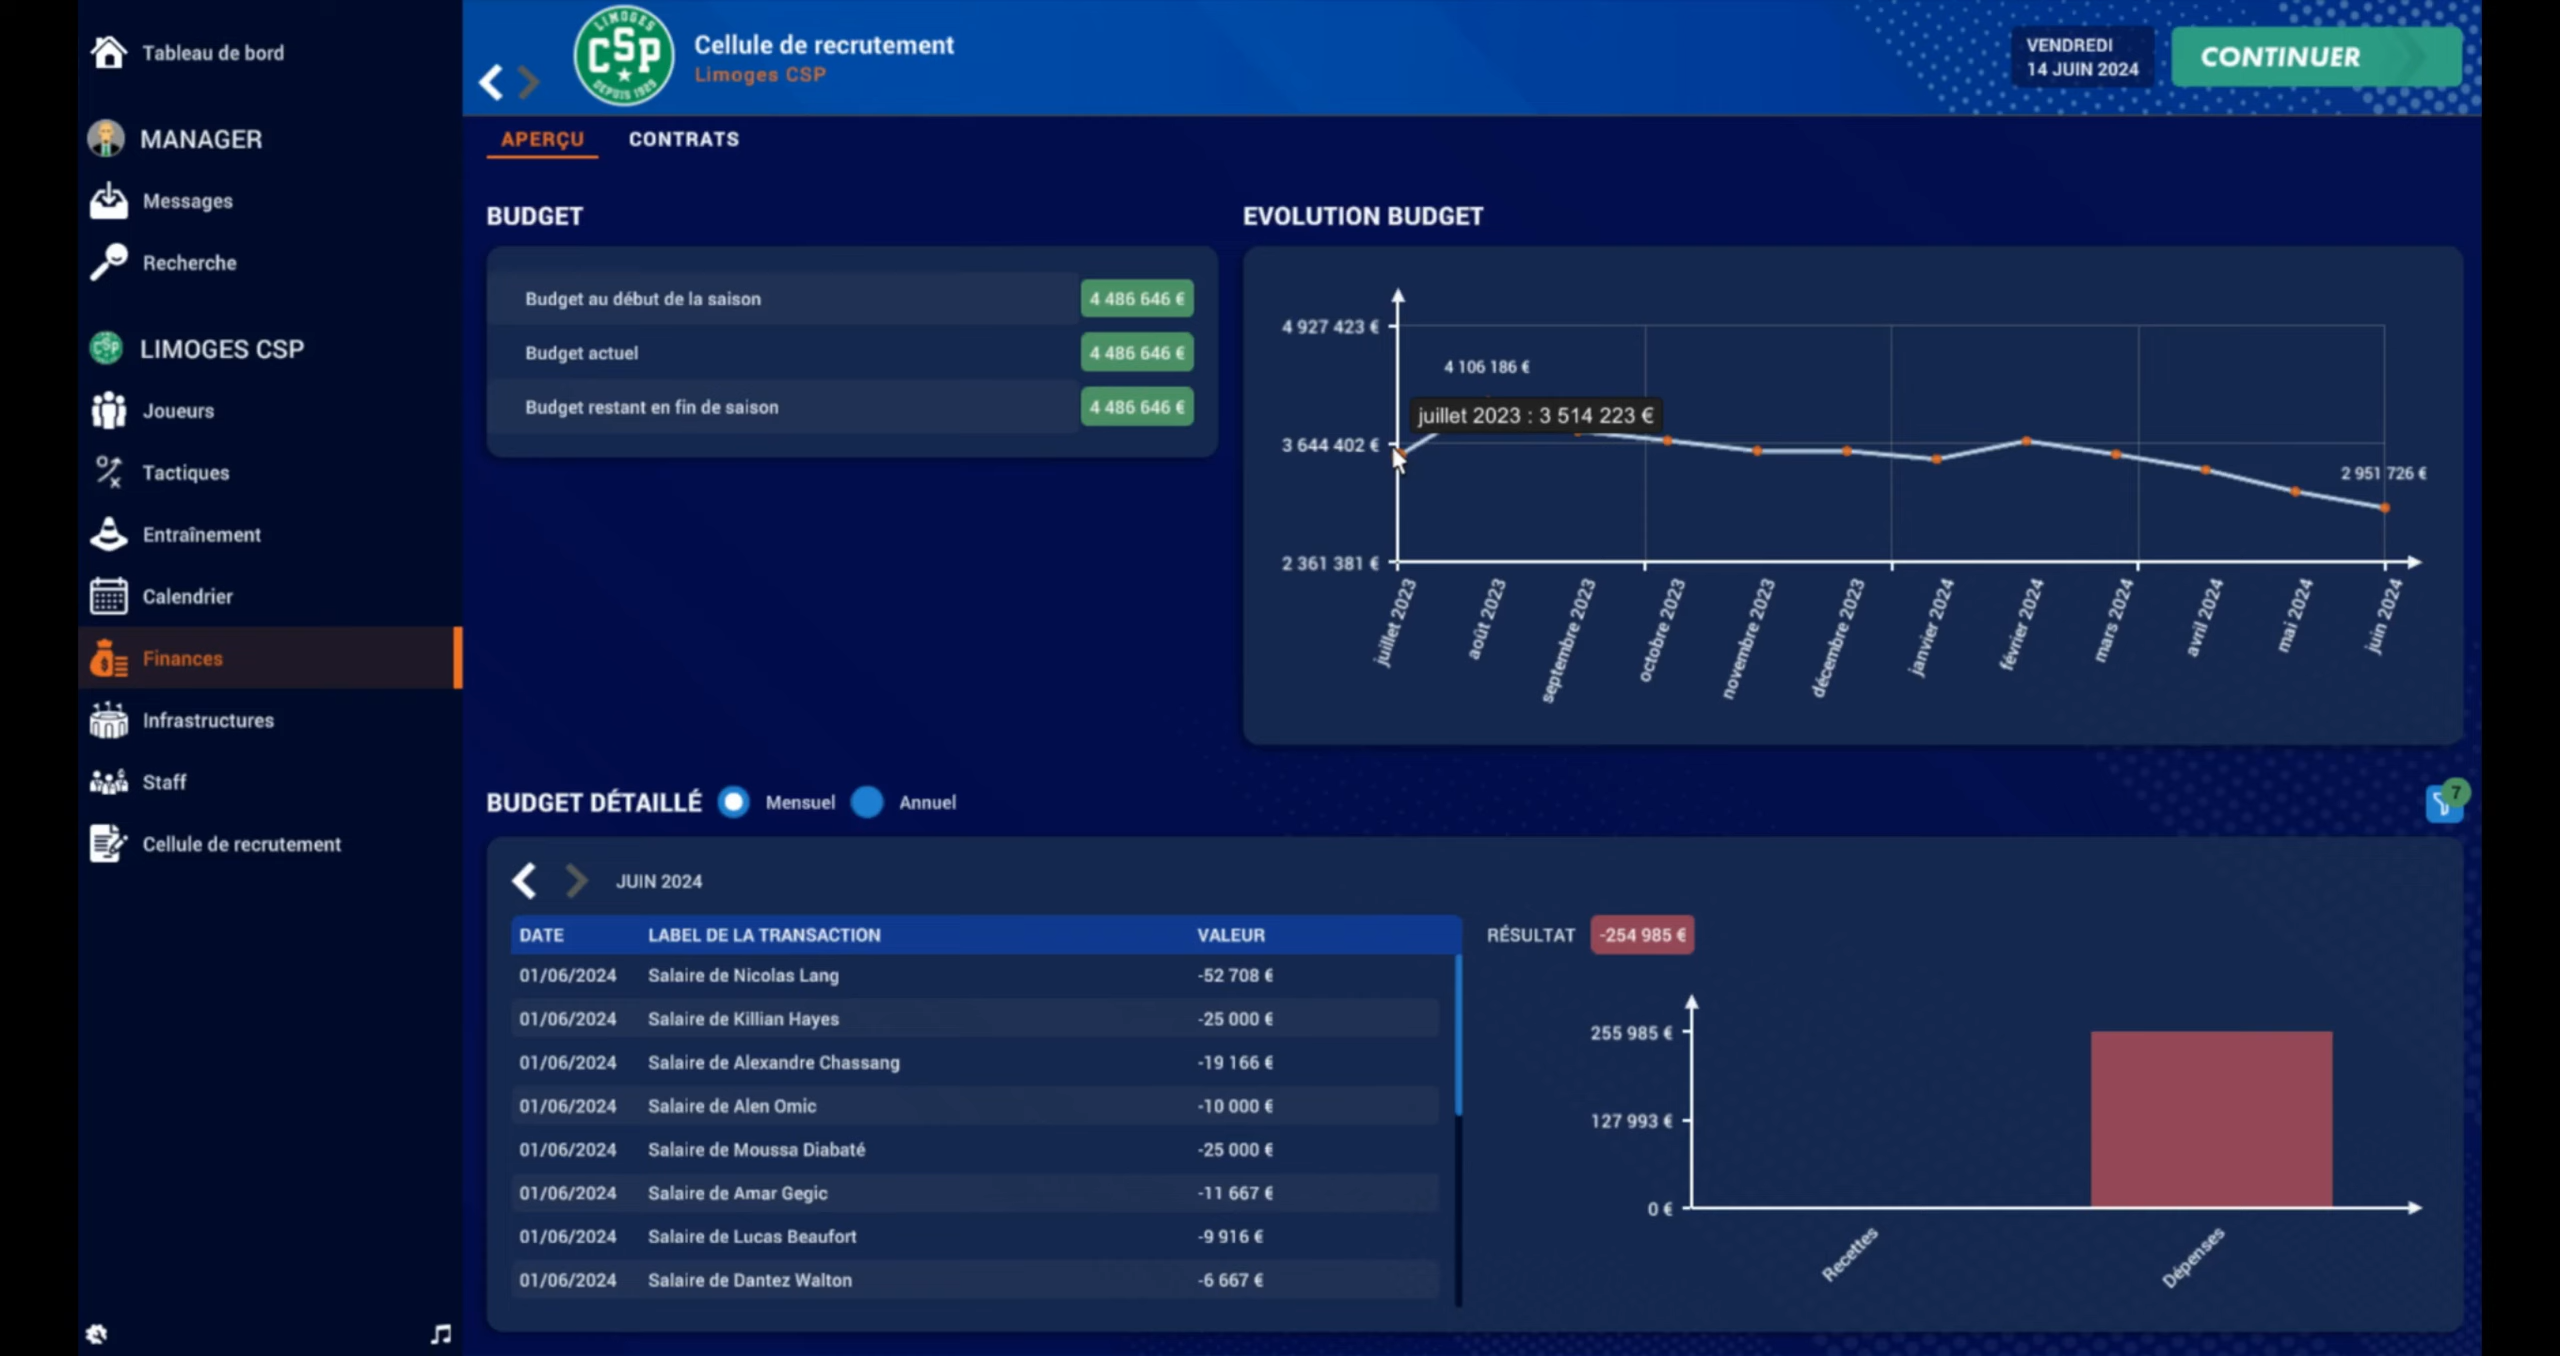 Tableau de bord
MANAGER
Messages
Recherche
LIMOGES CSP
Joueurs
Tactiques
Entraînement
Calendrier
Finances
Infrastructures
Staff
Cellule de recrutement
LIMOGES
CSP
DEPUIS 1929
Cellule de recrutement
Limoges CSP
VENDREDI
14 JUIN 2024
CONTINUER
APERÇU CONTRATS
BUDGET
Budget au début de la saison 4 486 646 €
Budget actuel 4 486 646 €
Budget restant en fin de saison 4 486 646 €
EVOLUTION BUDGET
4 927 423 €
4 106 186 €
juillet 2023 : 3 514 223 €
3 644 402 €
2 951 726 €
2 361 381 €
juillet 2023
août 2023
septembre 2023
octobre 2023
novembre 2023
décembre 2023
janvier 2024
février 2024
mars 2024
avril 2024
mai 2024
juin 2024
BUDGET DÉTAILLÉ Mensuel Annuel
7
JUIN 2024
DATE LABEL DE LA TRANSACTION VALEUR
01/06/2024 Salaire de Nicolas Lang -52 708 €
01/06/2024 Salaire de Killian Hayes -25 000 €
01/06/2024 Salaire de Alexandre Chassang -19 166 €
01/06/2024 Salaire de Alen Omic -10 000 €
01/06/2024 Salaire de Moussa Diabaté -25 000 €
01/06/2024 Salaire de Amar Gegic -11 667 €
01/06/2024 Salaire de Lucas Beaufort -9 916 €
01/06/2024 Salaire de Dantez Walton -6 667 €
RÉSULTAT -254 985 €
255 985 €
127 993 €
0 €
Recettes
Dépenses